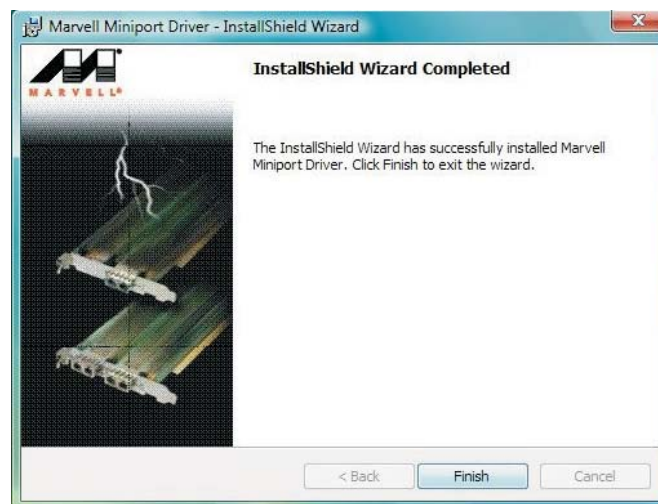 Marvell Miniport Driver - InstallShield Wizard
MARVELL®
InstallShield Wizard Completed
The InstallShield Wizard has successfully installed Marvell
Miniport Driver. Click Finish to exit the wizard.
< Back
Finish
Cancel